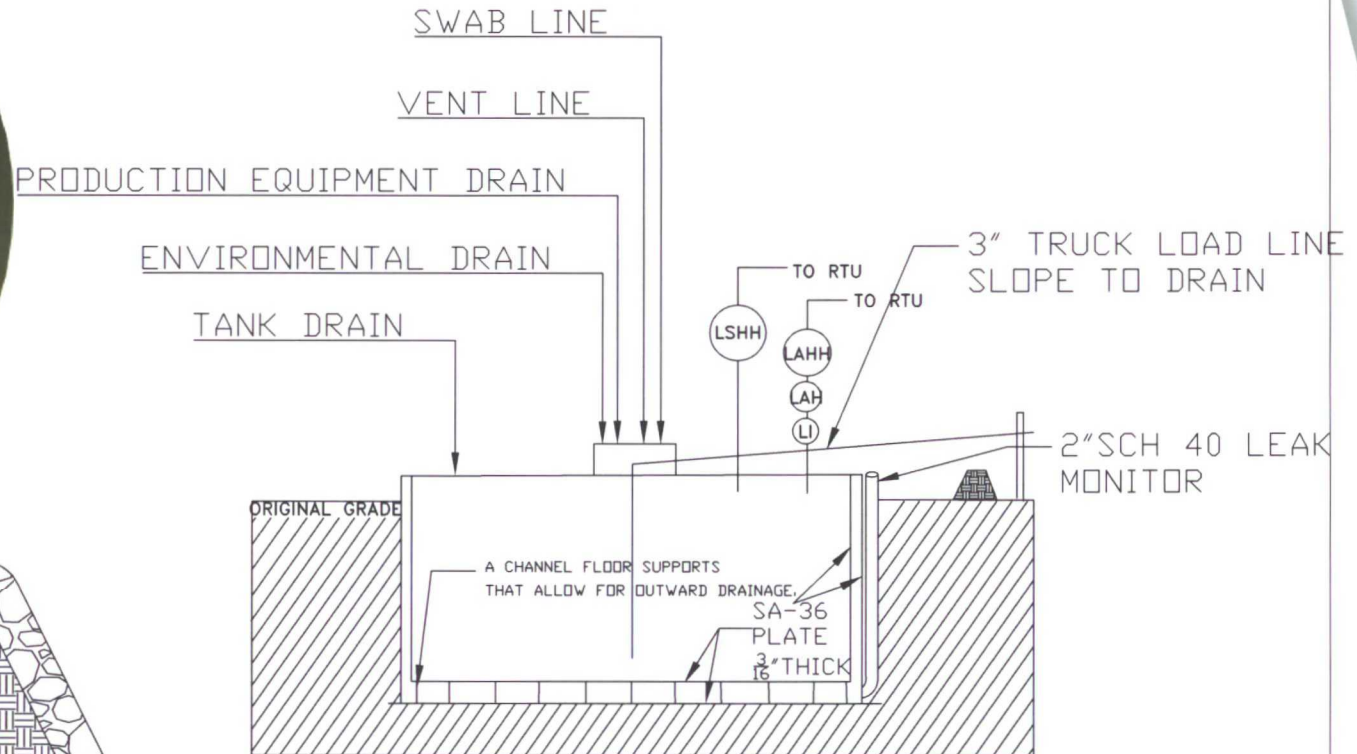 SWAB LINE
VENT LINE
PRODUCTION EQUIPMENT DRAIN
ENVIRONMENTAL DRAIN
TANK DRAIN
TO RTU
TO RTU
3" TRUCK LOAD LINE
SLOPE TO DRAIN
LSHH
LAHH
LAH
LI
2"SCH 40 LEAK
MONITOR
ORIGINAL GRADE
A CHANNEL FLOOR SUPPORTS
THAT ALLOW FOR OUTWARD DRAINAGE.
SA-36
PLATE
3/16"THICK